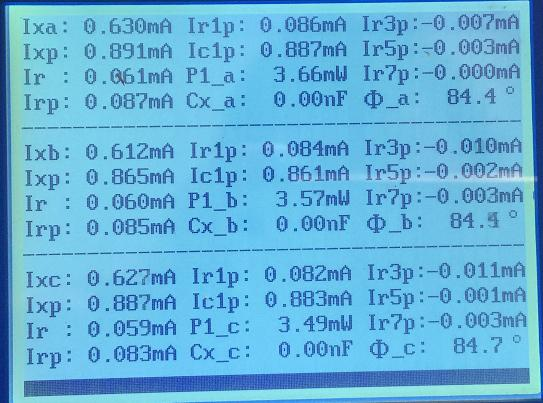 Ixa: 0.630mA Ir1p: 0.086mA Ir3p:-0.007mA
Ixp: 0.891mA Ic1p: 0.887mA Ir5p:-0.003mA
Ir : 0.061mA P1_a: 3.66mW Ir7p:-0.000mA
Irp: 0.087mA Cx_a: 0.00nF Φ_a: 84.4 °
Ixb: 0.612mA Ir1p: 0.084mA Ir3p:-0.010mA
Ixp: 0.865mA Ic1p: 0.861mA Ir5p:-0.002mA
Ir : 0.060mA P1_b: 3.57mW Ir7p:-0.003mA
Irp: 0.085mA Cx_b: 0.00nF Φ_b: °
Ixc: 0.627mA Ir1p: 0.082mA Ir3p:-0.011mA
Ixp: 0.887mA Ic1p: 0.883mA Ir5p:-0.001mA
Ir : 0.059mA P1_c: 3.49mW Ir7p:-0.003mA
Irp: 0.083mA Cx_c: 0.00nF Φ_c: 84.7 °